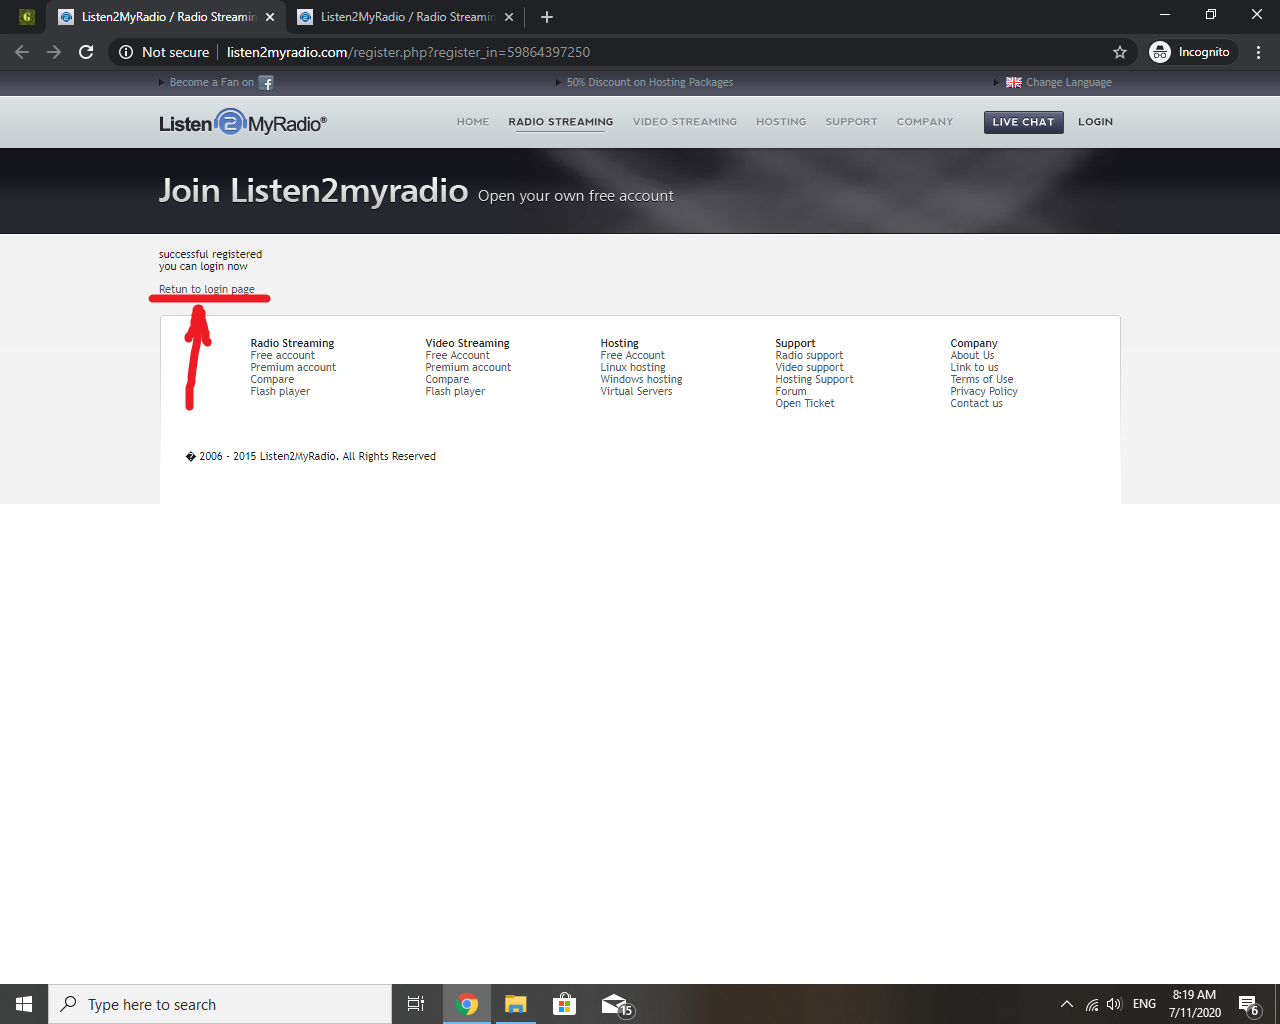 G
Listen2MyRadio / Radio Streamin
Listen2MyRadio / Radio Streamin
Not secure
listen2myradio.com/register.php?register_in=59864397250
Incognito
Become a Fan on f
50% Discount on Hosting Packages
Change Language
Listen2MyRadio®
HOME
RADIO STREAMING
VIDEO STREAMING
HOSTING
SUPPORT
COMPANY
LIVE CHAT
LOGIN
Join Listen2myradio Open your own free account
successful registered
you can login now
Retun to login page
Radio Streaming
Free account
Premium account
Compare
Flash player
Video Streaming
Free Account
Premium account
Compare
Flash player
Hosting
Free Account
Linux hosting
Windows hosting
Virtual Servers
Support
Radio support
Video support
Hosting Support
Forum
Open Ticket
Company
About Us
Link to us
Terms of Use
Privacy Policy
Contact us
� 2006 - 2015 Listen2MyRadio. All Rights Reserved
Type here to search
15
ENG
8:19 AM
7/11/2020
6